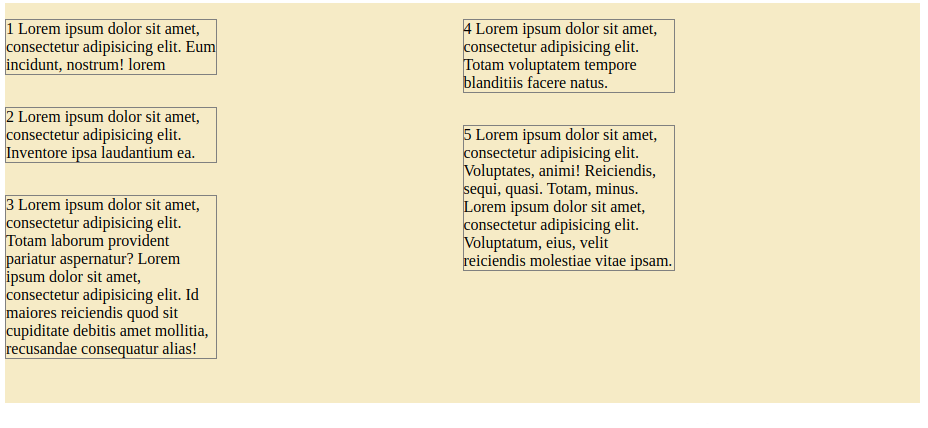 1 Lorem ipsum dolor sit amet,
consectetur adipisicing elit. Eum
incidunt, nostrum! lorem
2 Lorem ipsum dolor sit amet,
consectetur adipisicing elit.
Inventore ipsa laudantium ea.
3 Lorem ipsum dolor sit amet,
consectetur adipisicing elit.
Totam laborum provident
pariatur aspernatur? Lorem
ipsum dolor sit amet,
consectetur adipisicing elit. Id
maiores reiciendis quod sit
cupiditate debitis amet mollitia,
recusandae consequatur alias!
4 Lorem ipsum dolor sit amet,
consectetur adipisicing elit.
Totam voluptatem tempore
blanditiis facere natus.
5 Lorem ipsum dolor sit amet,
consectetur adipisicing elit.
Voluptates, animi! Reiciendis,
sequi, quasi. Totam, minus.
Lorem ipsum dolor sit amet,
consectetur adipisicing elit.
Voluptatum, eius, velit
reiciendis molestiae vitae ipsam.